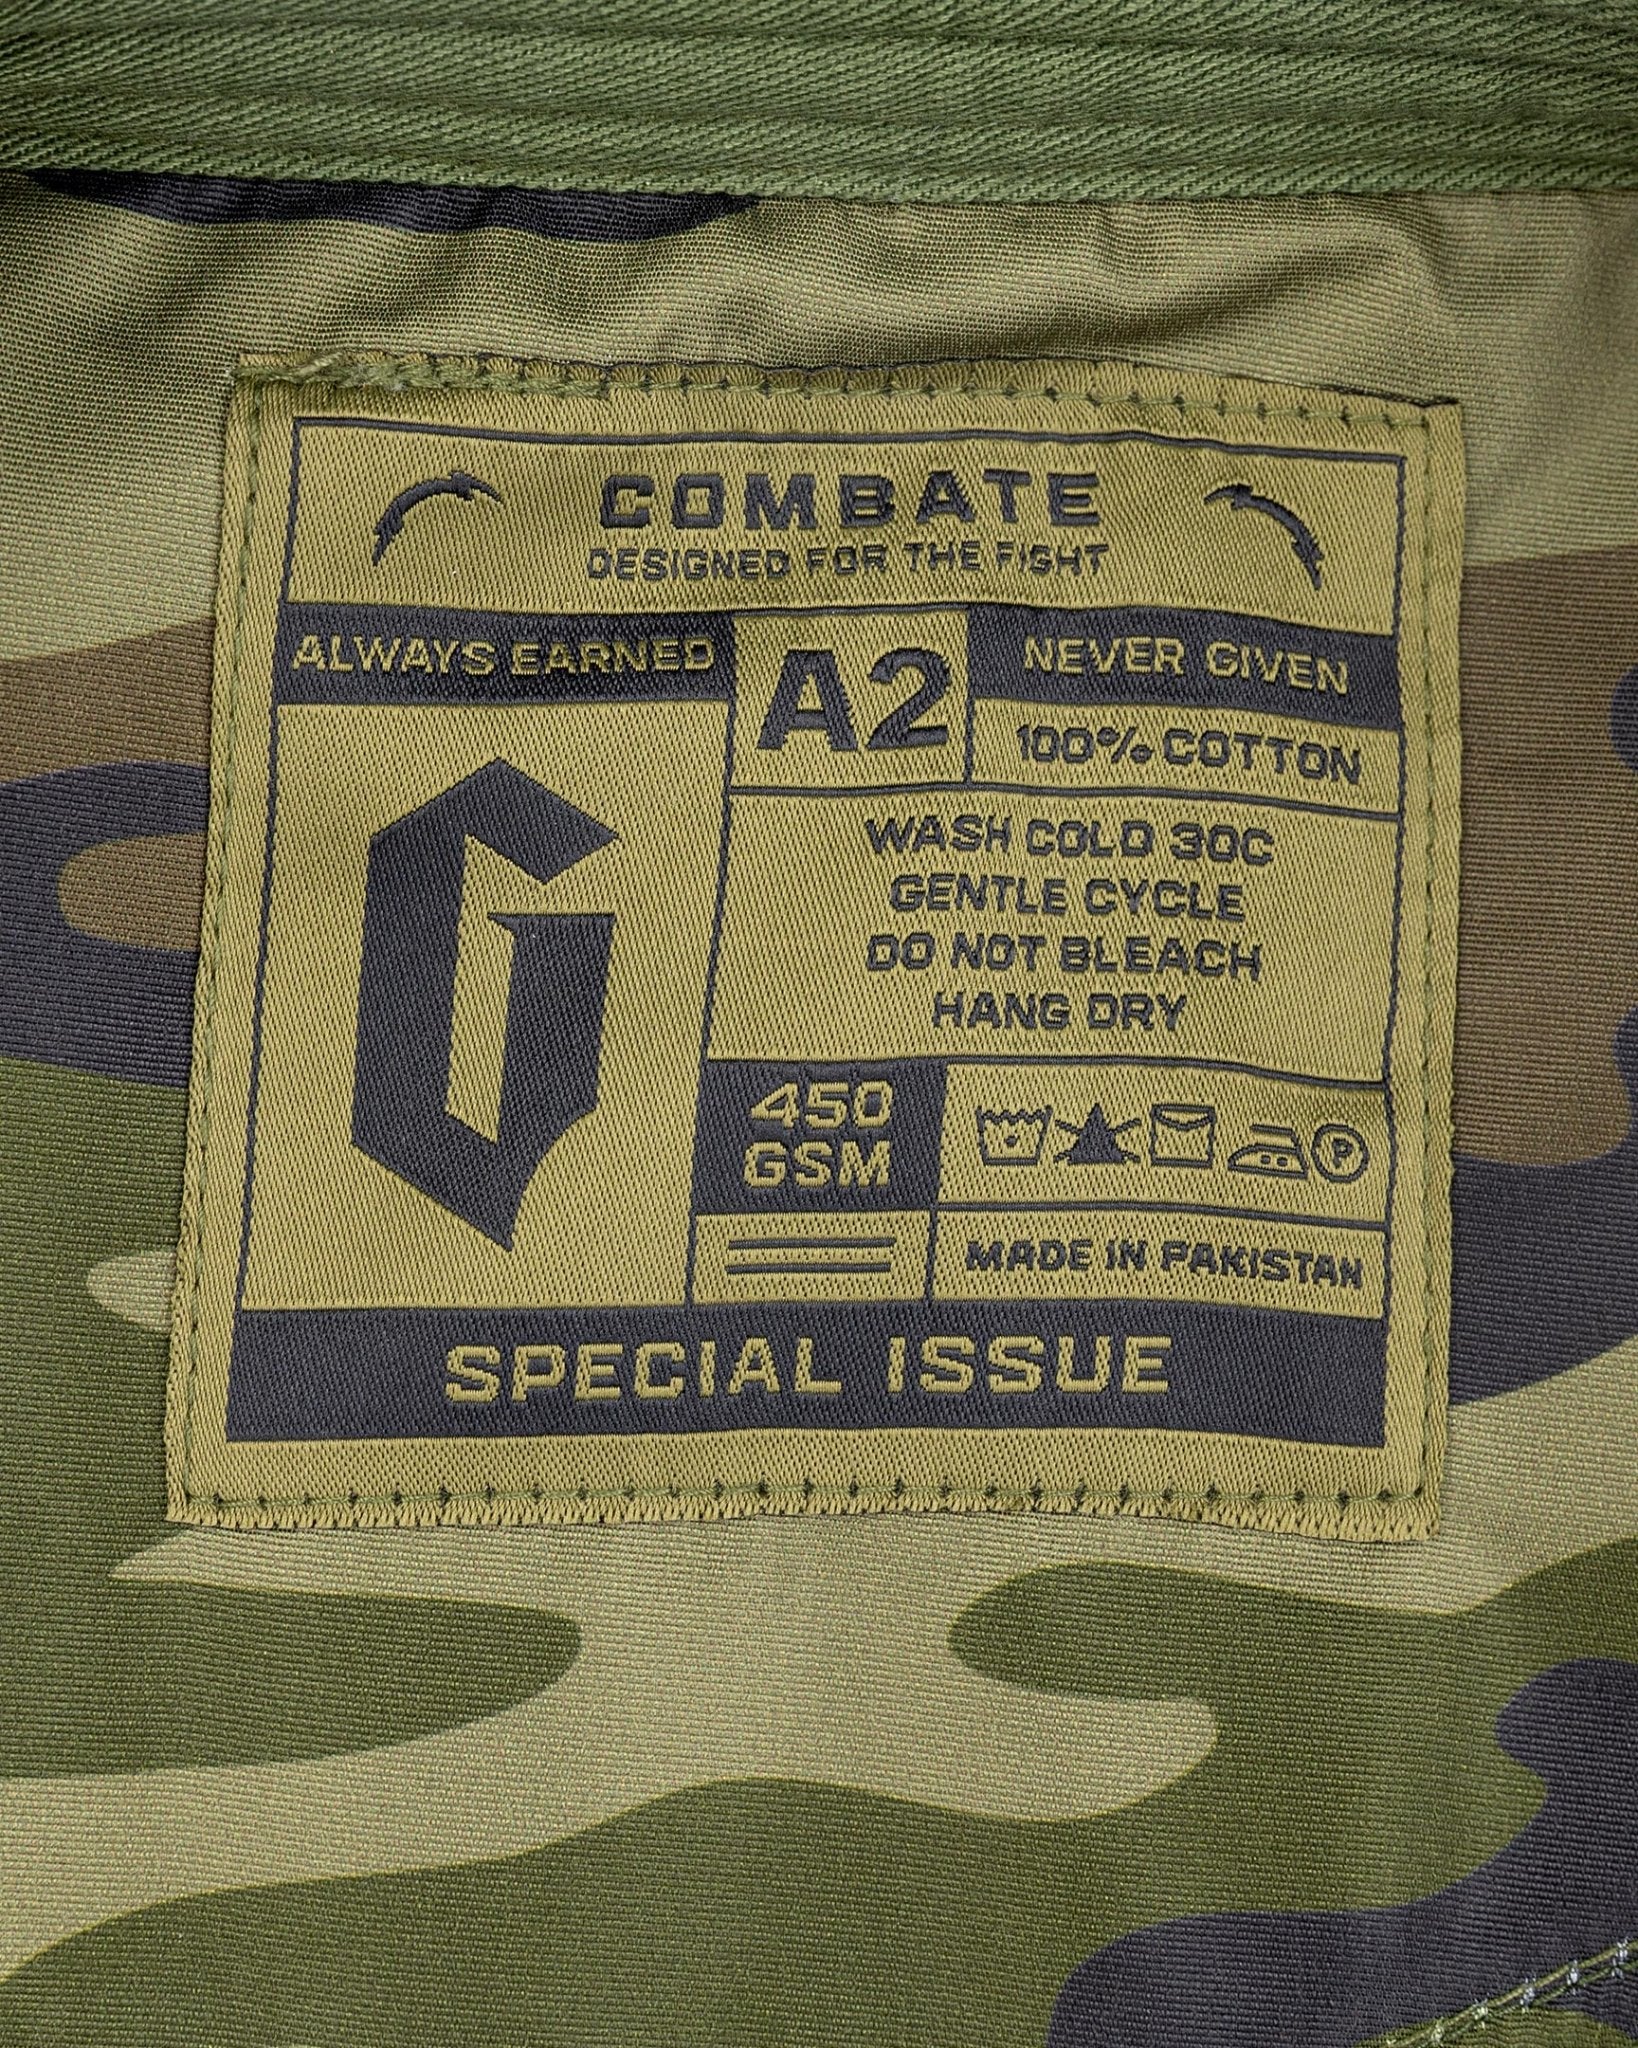 COMBATE
DESIGNED FOR THE FIGHT
ALWAYS EARNED
A2
NEVER GIVEN
100% COTTON
G
WASH COLD 30C
GENTLE CYCLE
DO NOT BLEACH
HANG DRY
450
GSM
P
MADE IN PAKISTAN
SPECIAL ISSUE